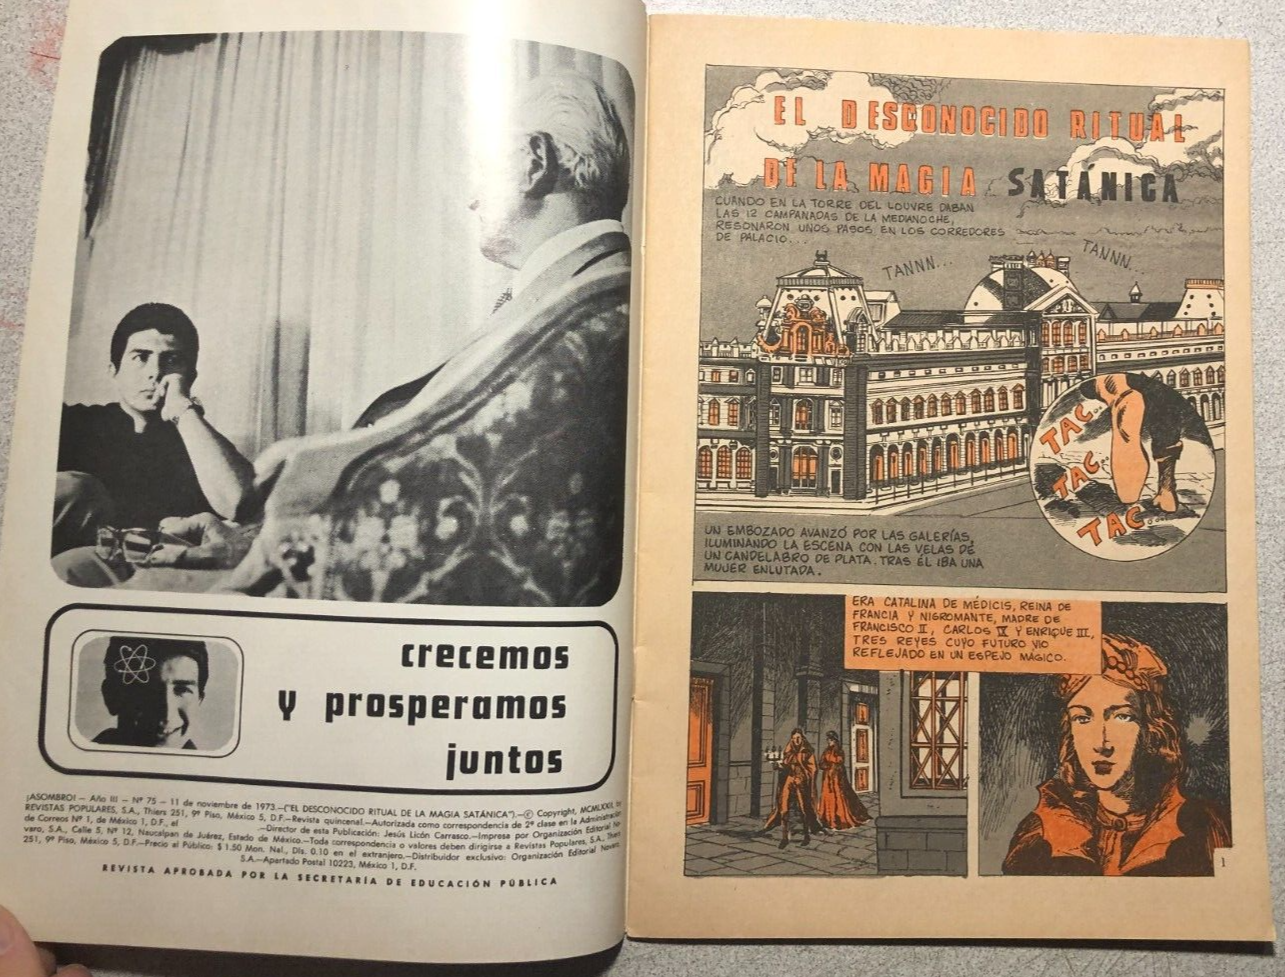 crecemos
y prosperamos
juntos
¡ASOMBRO! — Año III — Nº 75 — 11 de noviembre de 1973.—("EL DESCONOCIDO RITUAL DE LA MAGIA SATÁNICA").—© Copyright, MCMLXXII,
REVISTAS POPULARES, S.A., Thiers 251, 9º Piso, México 5, D.F.—Revista quincenal.—Autorizada como correspondencia de 2ª clase en la Administración
de Correos Nº 1, de México 1, D.F., el
—Director de esta Publicación: Jesús Licón Carrasco.—Impresa por Organización Editorial
varo, S.A., Calle 5, Nº 12, Naucalpan de Juárez, Estado de México.—Toda correspondencia o valores deben dirigirse a Revistas Populares, S.A., Thiers
251, 9º Piso, México 5, D.F.—Precio al Público: $ 1.50 Mon. Nal., Dls. 0.10 en el extranjero.—Distribuidor exclusivo: Organización Editorial Novaro,
S.A.—Apartado Postal 10223, México 1, D.F.
REVISTA APROBADA POR LA SECRETARÍA DE EDUCACIÓN PÚBLICA
EL DESCONOCIDO RITUAL
DE LA MAGIA SATÁNICA
CUANDO EN LA TORRE DEL LOUVRE DABAN
LAS 12 CAMPANADAS DE LA MEDIANOCHE,
RESONARON UNOS PASOS EN LOS CORREDORES
DE PALACIO...
TANNN...
TANNN...
TAC...
TAC...
TAC...
UN EMBOZADO AVANZÓ POR LAS GALERÍAS,
ILUMINANDO LA ESCENA CON LAS VELAS DE
UN CANDELABRO DE PLATA. TRAS ÉL IBA UNA
MUJER ENLUTADA.
ERA CATALINA DE MÉDICIS, REINA DE
FRANCIA Y NIGROMANTE, MADRE DE
FRANCISCO II, CARLOS IX Y ENRIQUE III,
TRES REYES CUYO FUTURO VIO
REFLEJADO EN UN ESPEJO MÁGICO.
1